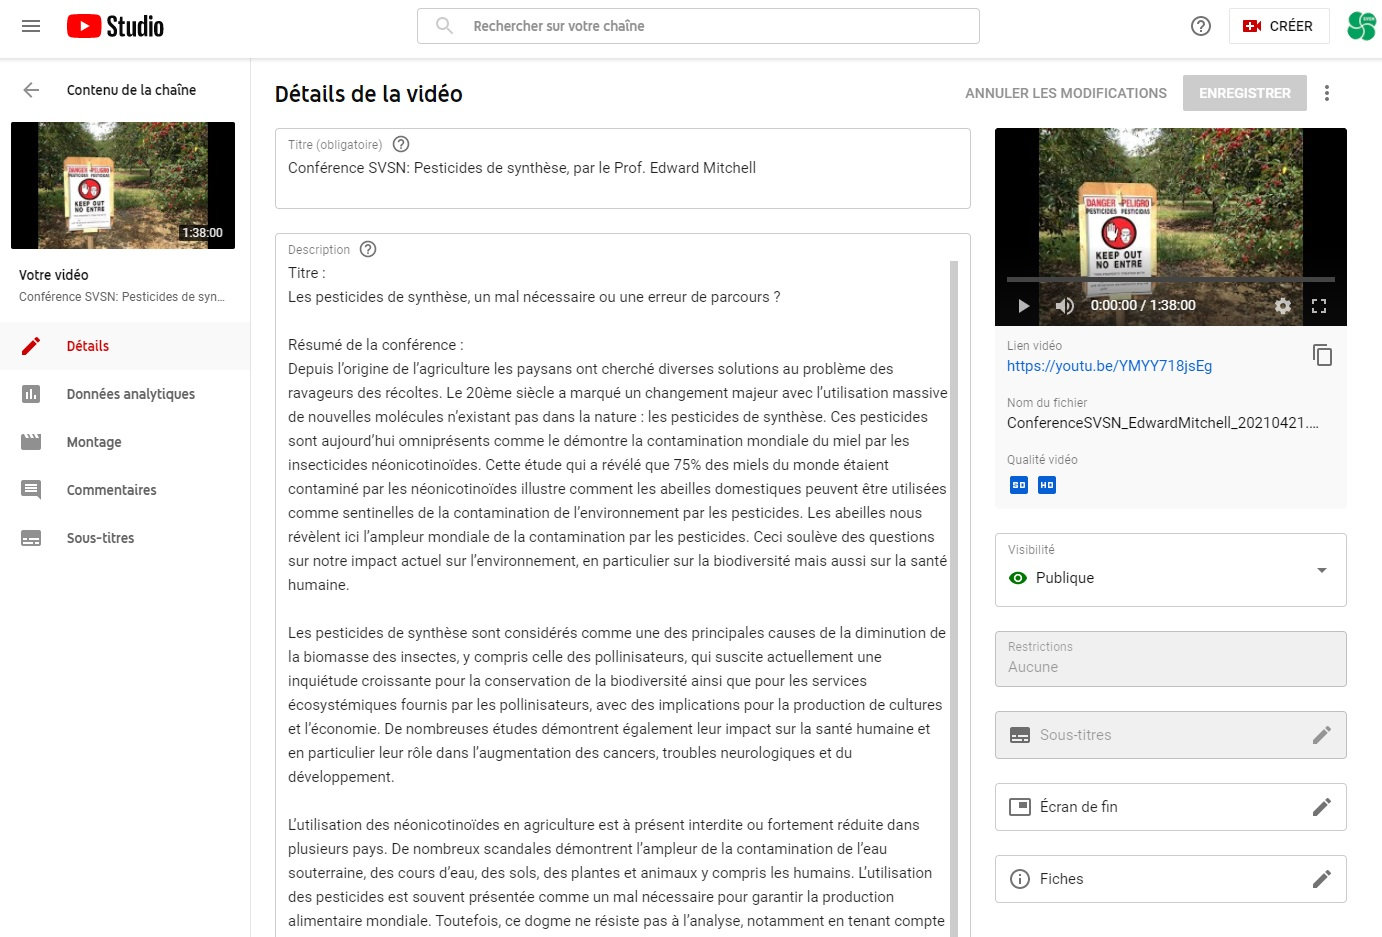 Studio
Rechercher sur votre chaîne
CRÉER
Contenu de la chaîne
DANGER PELIGRO
KEEP OUT
NO ENTRE
1:38:00
Votre vidéo
Conférence SVSN: Pesticides de syn...
Détails
Données analytiques
Montage
Commentaires
Sous-titres
Détails de la vidéo
ANNULER LES MODIFICATIONS
ENREGISTRER
Titre (obligatoire)
Conférence SVSN: Pesticides de synthèse, par le Prof. Edward Mitchell
Description
Titre :
Les pesticides de synthèse, un mal nécessaire ou une erreur de parcours ?
Résumé de la conférence :
Depuis l’origine de l’agriculture les paysans ont cherché diverses solutions au problème des
ravageurs des récoltes. Le 20ème siècle a marqué un changement majeur avec l’utilisation massive
de nouvelles molécules n’existant pas dans la nature : les pesticides de synthèse. Ces pesticides
sont aujourd’hui omniprésents comme le démontre la contamination mondiale du miel par les
insecticides néonicotinoïdes. Cette étude qui a révélé que 75% des miels du monde étaient
contaminé par les néonicotinoïdes illustre comment les abeilles domestiques peuvent être utilisées
comme sentinelles de la contamination de l’environnement par les pesticides. Les abeilles nous
révèlent ici l’ampleur mondiale de la contamination par les pesticides. Ceci soulève des questions
sur notre impact actuel sur l’environnement, en particulier sur la biodiversité mais aussi sur la santé
humaine.
Les pesticides de synthèse sont considérés comme une des principales causes de la diminution de
la biomasse des insectes, y compris celle des pollinisateurs, qui suscite actuellement une
inquiétude croissante pour la conservation de la biodiversité ainsi que pour les services
écosystémiques fournis par les pollinisateurs, avec des implications pour la production de cultures
et l’économie. De nombreuses études démontrent également leur impact sur la santé humaine et
en particulier leur rôle dans l’augmentation des cancers, troubles neurologiques et du
développement.
L’utilisation des néonicotinoïdes en agriculture est à présent interdite ou fortement réduite dans
plusieurs pays. De nombreux scandales démontrent l’ampleur de la contamination de l’eau
souterraine, des cours d’eau, des sols, des plantes et animaux y compris les humains. L’utilisation
des pesticides est souvent présentée comme un mal nécessaire pour garantir la production
alimentaire mondiale. Toutefois, ce dogme ne résiste pas à l’analyse, notamment en tenant compte
DANGER PELIGRO
PESTICIDES PESTICIDAS
KEEP OUT
NO ENTRE
0:00:00 / 1:38:00
Lien vidéo
https://youtu.be/YMYY718jsEg
Nom du fichier
ConferenceSVSN_EdwardMitchell_20210421....
Qualité vidéo
SD HD
Visibilité
Publique
Restrictions
Aucune
Sous-titres
Écran de fin
Fiches